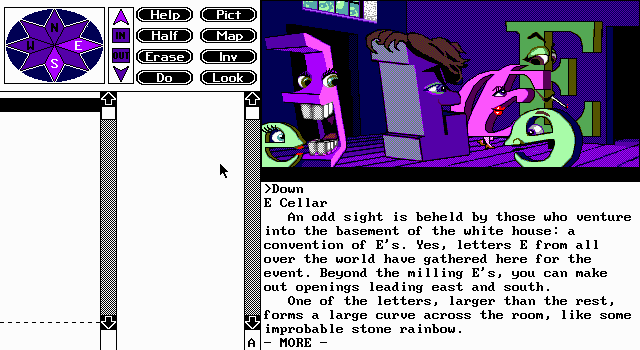 N
W E
S
IN
OUT
Help Pict
Half Map
Erase Inv
Do Look
A
>Down
E Cellar
An odd sight is beheld by those who venture
into the basement of the white house: a
convention of E's. Yes, letters E from all
over the world have gathered here for the
event. Beyond the milling E's, you can make
out openings leading east and south.
One of the letters, larger than the rest,
forms a large curve across the room, like some
improbable stone rainbow.
- MORE -